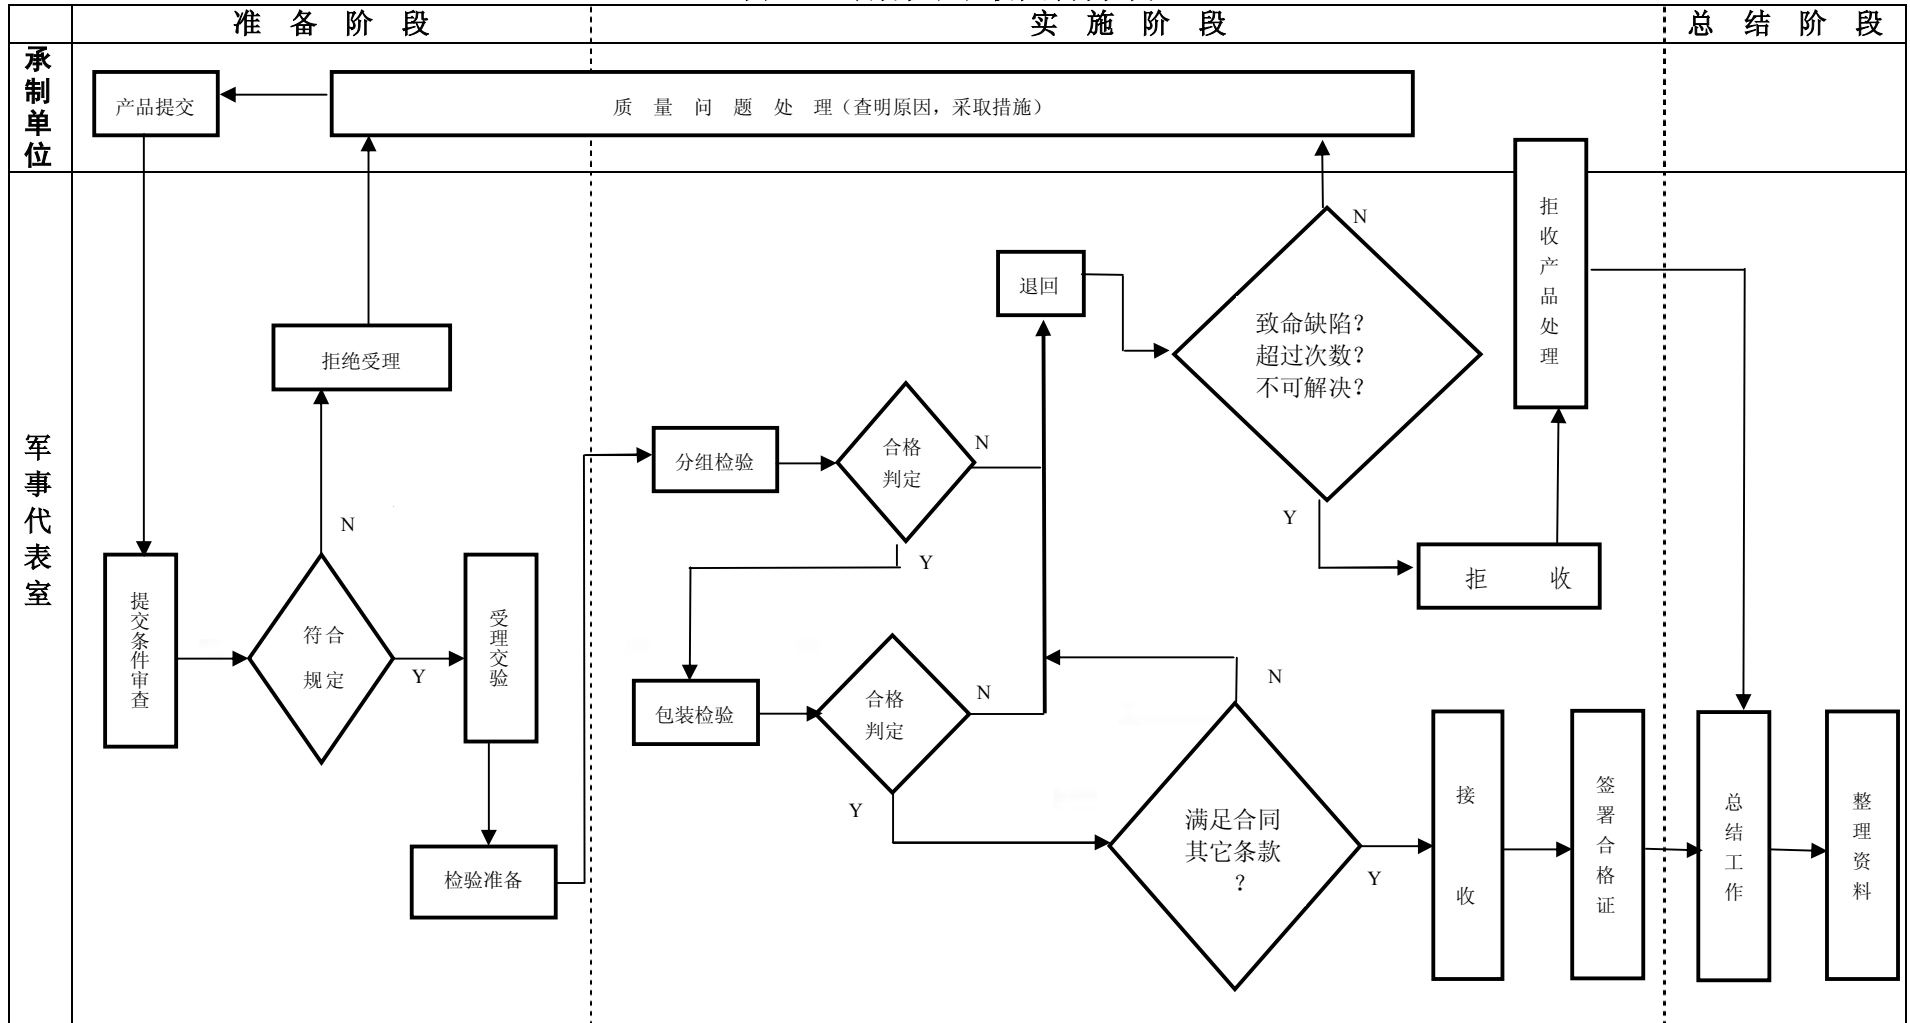 准 备 阶 段
实 施 阶 段
总 结 阶 段
承制单位
产品提交
质 量 问 题 处 理（查明原因，采取措施）
拒收产品处理
N
退回
致命缺陷？
超过次数？
不可解决？
拒绝受理
军事代表室
分组检验
合格
判定
N
N
Y
Y
拒 收
提交条件审查
符合
规定
Y
受理交验
包装检验
合格
判定
N
N
Y
检验准备
满足合同
其它条款
？
Y
接收
签署合格证
总结工作
整理资料